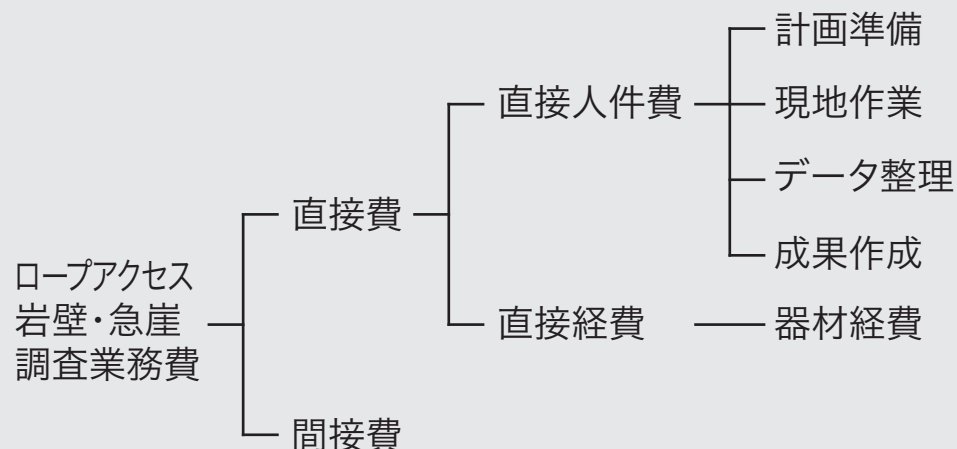 計画準備
直接人件費
現地作業
データ整理
直接費
成果作成
ロープアクセス
岩壁・急崖
調査業務費
直接経費
器材経費
間接費